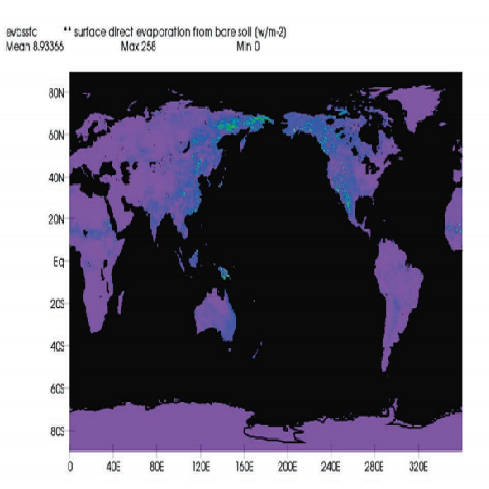 evbssfc ** surface direct evaporation from bare soil (w/m-2)
Mean 8.93366 Max 258 Min 0
80N
60N
40N
20N
Eq
20S
40S
60S
80S
0 40E 80E 120E 160E 200E 240E 280E 320E